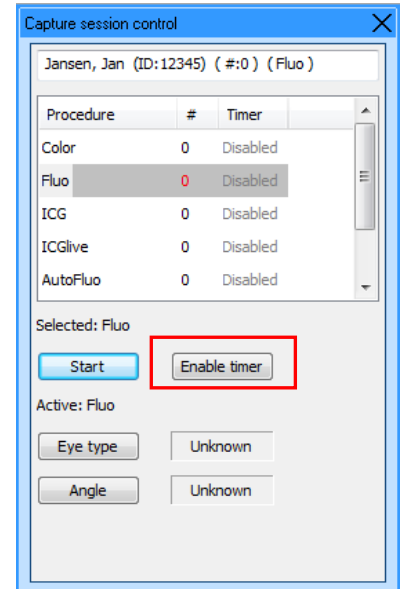 Capture session control
Jansen, Jan (ID:12345) ( #:0 ) ( Fluo )
Procedure # Timer
Color 0 Disabled
Fluo 0 Disabled
ICG 0 Disabled
ICGlive 0 Disabled
AutoFluo 0 Disabled
Selected: Fluo
Start Enable timer
Active: Fluo
Eye type Unknown
Angle Unknown